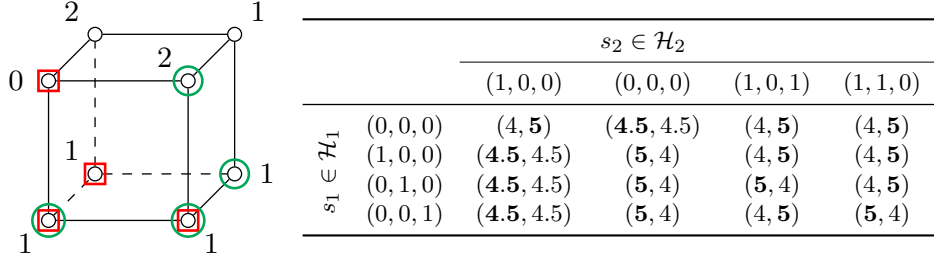 2
1
0
2
1
1
1
1
s₂ ∈ ℋ₂
(1, 0, 0) (0, 0, 0) (1, 0, 1) (1, 1, 0)
s₁ ∈ ℋ₁
(0, 0, 0) (4, 5) (4.5, 4.5) (4, 5) (4, 5)
(1, 0, 0) (4.5, 4.5) (5, 4) (4, 5) (4, 5)
(0, 1, 0) (4.5, 4.5) (5, 4) (5, 4) (4, 5)
(0, 0, 1) (4.5, 4.5) (5, 4) (4, 5) (5, 4)